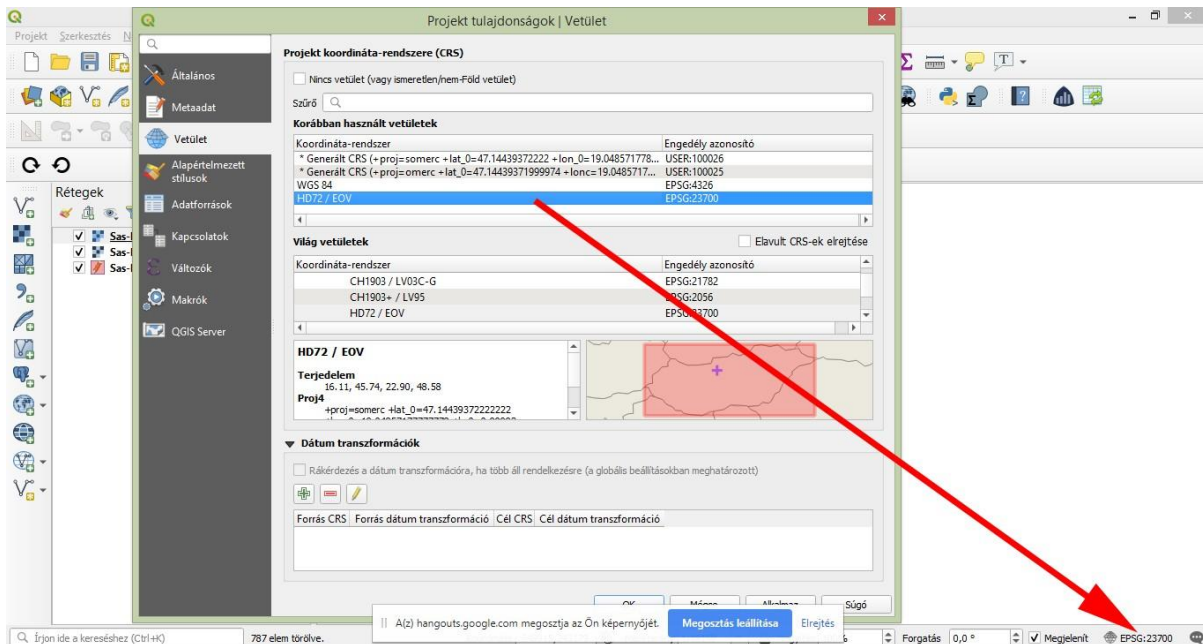 Projekt tulajdonságok | Vetület
Projekt Szerkesztés
Projekt koordináta-rendszere (CRS)
Általános
Nincs vetület (vagy ismeretlen/nem-Föld vetület)
Metaadat
Szűrő
Vetület
Korábban használt vetületek
Koordináta-rendszer Engedély azonosító
* Generált CRS (+proj=somerc +lat_0=47.14439372222 +lon_0=19.048571778... USER:100026
* Generált CRS (+proj=omerc +lat_0=47.14439371999974 +lonc=19.0485717... USER:100025
WGS 84 EPSG:4326
HD72 / EOV EPSG:23700
Alapértelmezett
stílusok
Rétegek
Adatforrások
Kapcsolatok
Világ vetületek
Elavult CRS-ek elrejtése
Koordináta-rendszer Engedély azonosító
Változók
CH1903 / LV03C-G EPSG:21782
CH1903+ / LV95 EPSG:2056
HD72 / EOV EPSG:23700
Makrók
QGIS Server
HD72 / EOV
Terjedelem
16.11, 45.74, 22.90, 48.58
Proj4
+proj=somerc +lat_0=47.14439372222222
Dátum transzformációk
Rákérdezés a dátum transzformációra, ha több áll rendelkezésre (a globális beállításokban meghatározott)
Forrás CRS Forrás dátum transzformáció Cél CRS Cél dátum transzformáció
OK Mégse Alkalmaz Súgó
A(z) hangouts.google.com megosztja az Ön képernyőjét. Megosztás leállítása Elrejtés
Írjon ide a kereséshez (Ctrl+K) 787 elem törölve. Forgatás 0,0 ° Megjelenít EPSG:23700